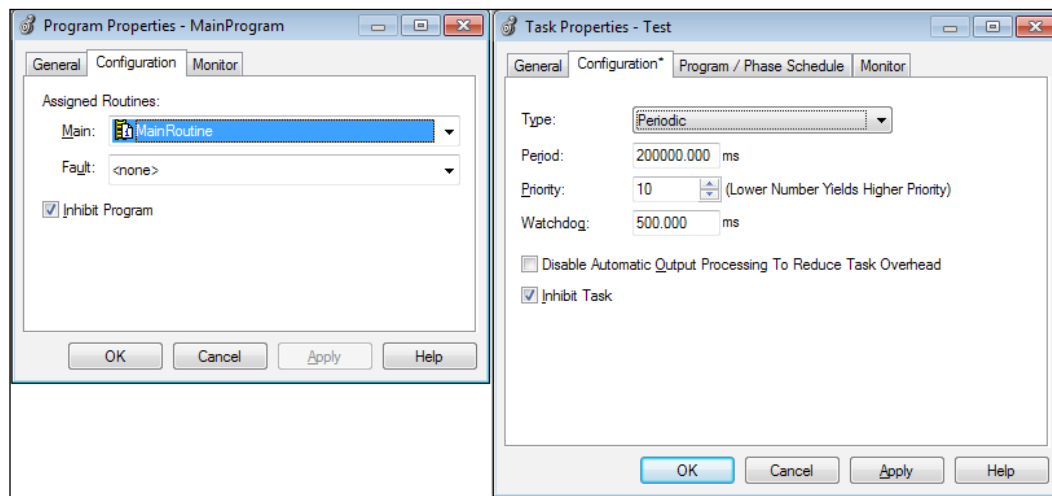 Program Properties - MainProgram
General Configuration Monitor
Assigned Routines:
Main: MainRoutine
Fault: <none>
Inhibit Program
OK Cancel Apply Help
Task Properties - Test
General Configuration* Program / Phase Schedule Monitor
Type: Periodic
Period: 200000.000 ms
Priority: 10 (Lower Number Yields Higher Priority)
Watchdog: 500.000 ms
Disable Automatic Output Processing To Reduce Task Overhead
Inhibit Task
OK Cancel Apply Help